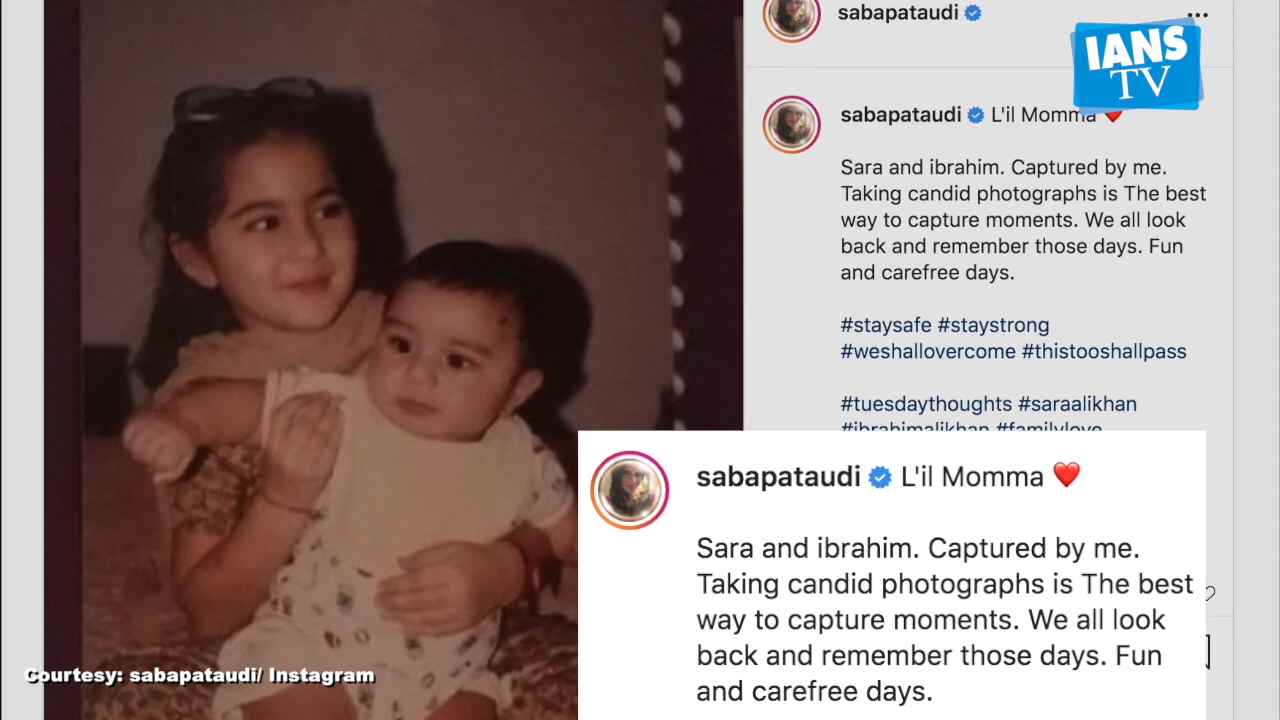 sabapataudi
IANS
TV
sabapataudi L'il Momma ❤️
Sara and ibrahim. Captured by me.
Taking candid photographs is The best
way to capture moments. We all look
back and remember those days. Fun
and carefree days.
#staysafe #staystrong
#weshallovercome #thistooshallpass
#tuesdaythoughts #saraalikhan
#ibrahimalikhan #familylove
sabapataudi L'il Momma ❤️
Sara and ibrahim. Captured by me.
Taking candid photographs is The best
way to capture moments. We all look
back and remember those days. Fun
and carefree days.
Courtesy: sabapataudi/ Instagram